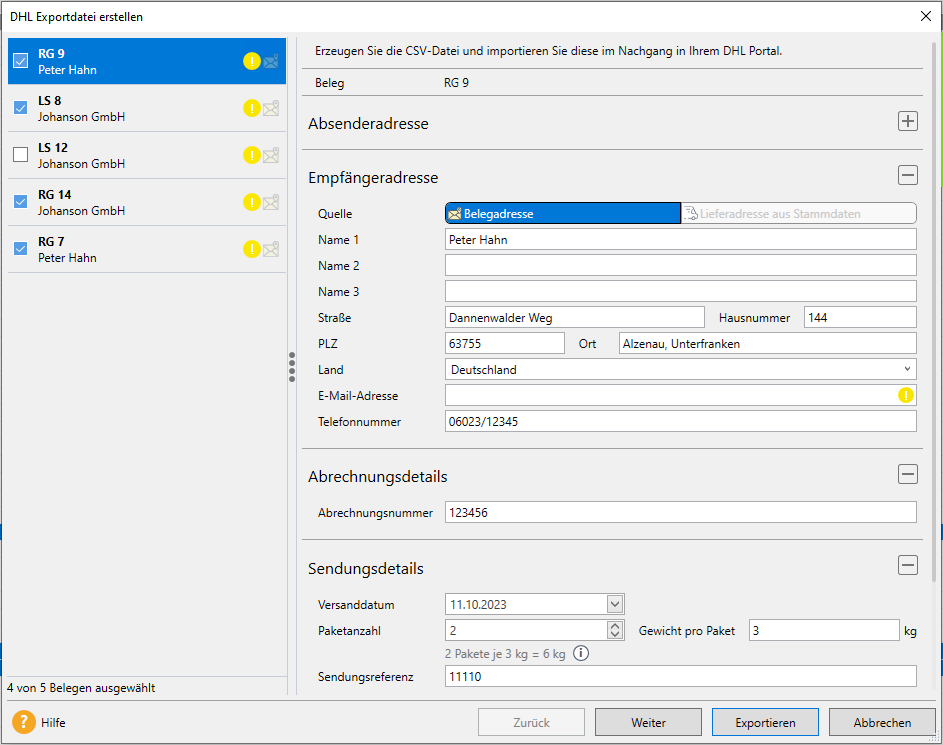 DHL Exportdatei erstellen
RG 9
Peter Hahn
LS 8
Johanson GmbH
LS 12
Johanson GmbH
RG 14
Johanson GmbH
RG 7
Peter Hahn
4 von 5 Belegen ausgewählt
Erzeugen Sie die CSV-Datei und importieren Sie diese im Nachgang in Ihrem DHL Portal.
Beleg RG 9
Absenderadresse
Empfängeradresse
Quelle Belegadresse Lieferadresse aus Stammdaten
Name 1 Peter Hahn
Name 2
Name 3
Straße Dannenwalder Weg Hausnummer 144
PLZ 63755 Ort Alzenau, Unterfranken
Land Deutschland
E-Mail-Adresse
Telefonnummer 06023/12345
Abrechnungsdetails
Abrechnungsnummer 123456
Sendungsdetails
Versanddatum 11.10.2023
Paketanzahl 2 Gewicht pro Paket 3 kg
2 Pakete je 3 kg = 6 kg
Sendungsreferenz 11110
Hilfe Zurück Weiter Exportieren Abbrechen